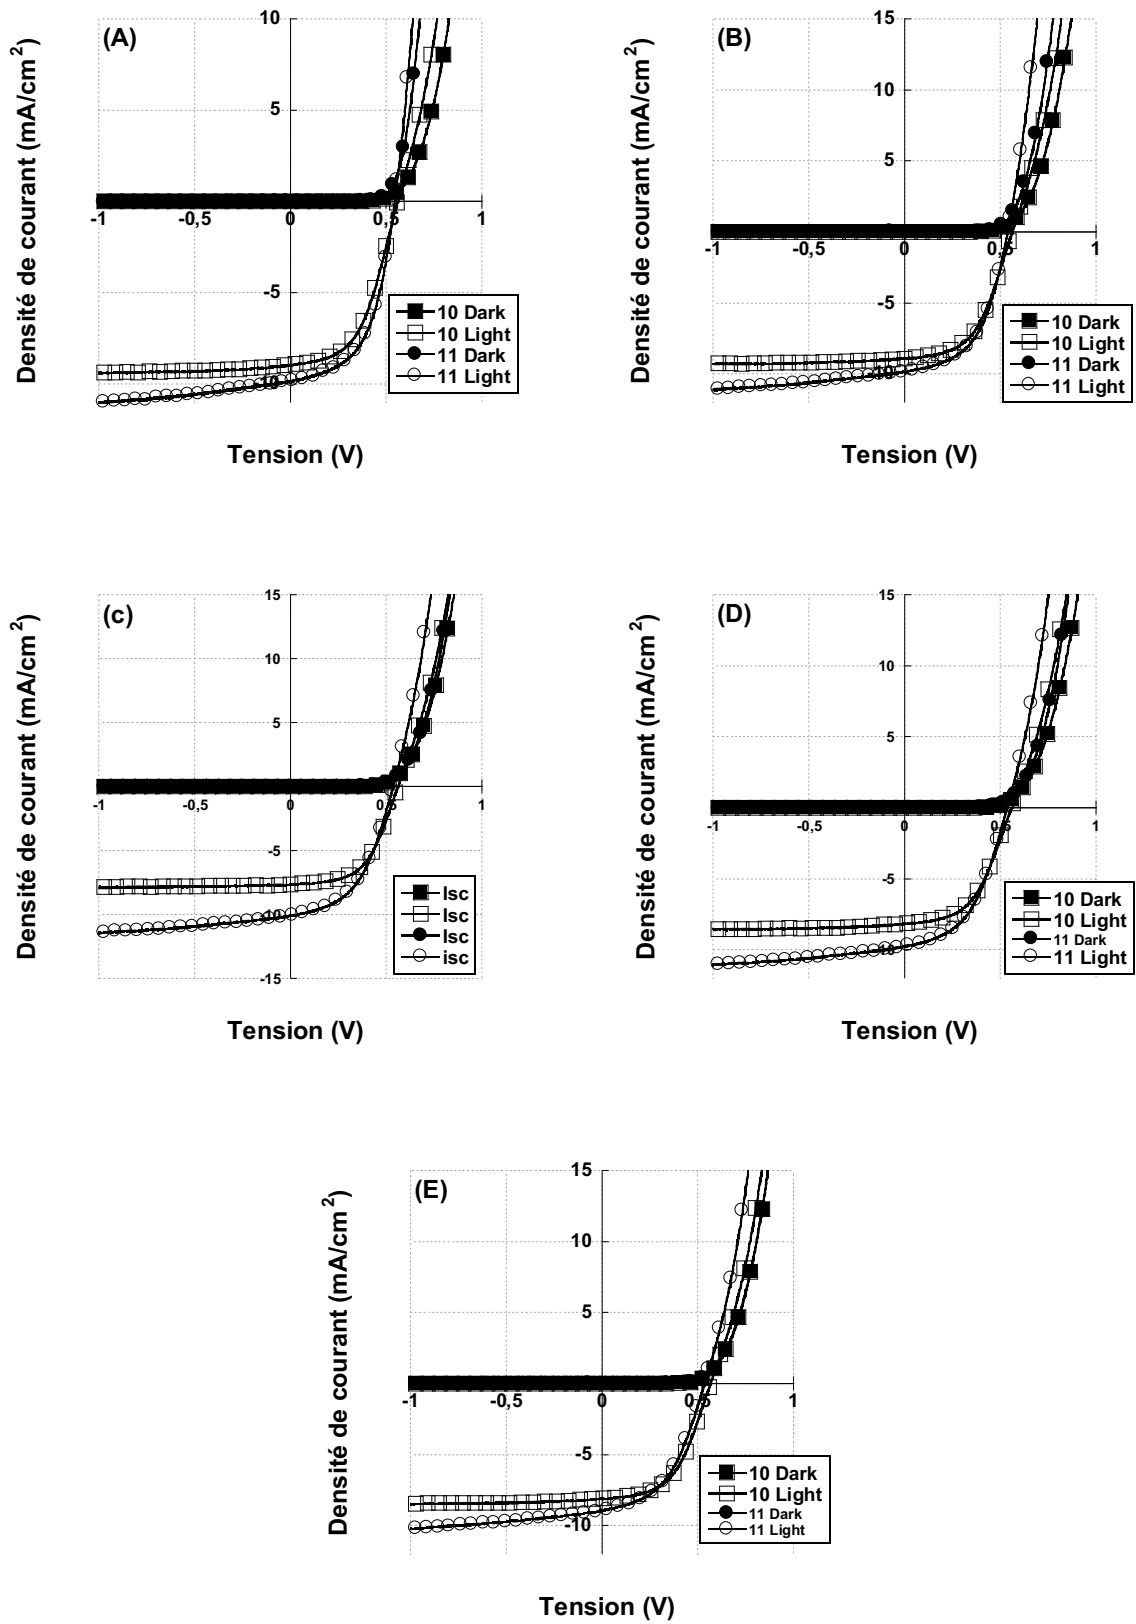 (A)
Densité de courant (mA/cm²)
10
5
-1 -0,5 0 0,5 1
-5
-10
10 Dark
10 Light
11 Dark
11 Light
Tension (V)
(B)
Densité de courant (mA/cm²)
15
10
5
-1 -0,5 0 0,5 1
-5
-10
10 Dark
10 Light
11 Dark
11 Light
Tension (V)
(c)
Densité de courant (mA/cm²)
15
10
5
-1 -0,5 0 0,5 1
-5
-10
-15
Isc
Isc
Isc
isc
Tension (V)
(D)
Densité de courant (mA/cm²)
15
10
5
-1 -0,5 0 0,5 1
-5
-10
10 Dark
10 Light
11 Dark
11 Light
Tension (V)
(E)
Densité de courant (mA/cm²)
15
10
5
-1 -0,5 0 0,5 1
-5
-10
10 Dark
10 Light
11 Dark
11 Light
Tension (V)